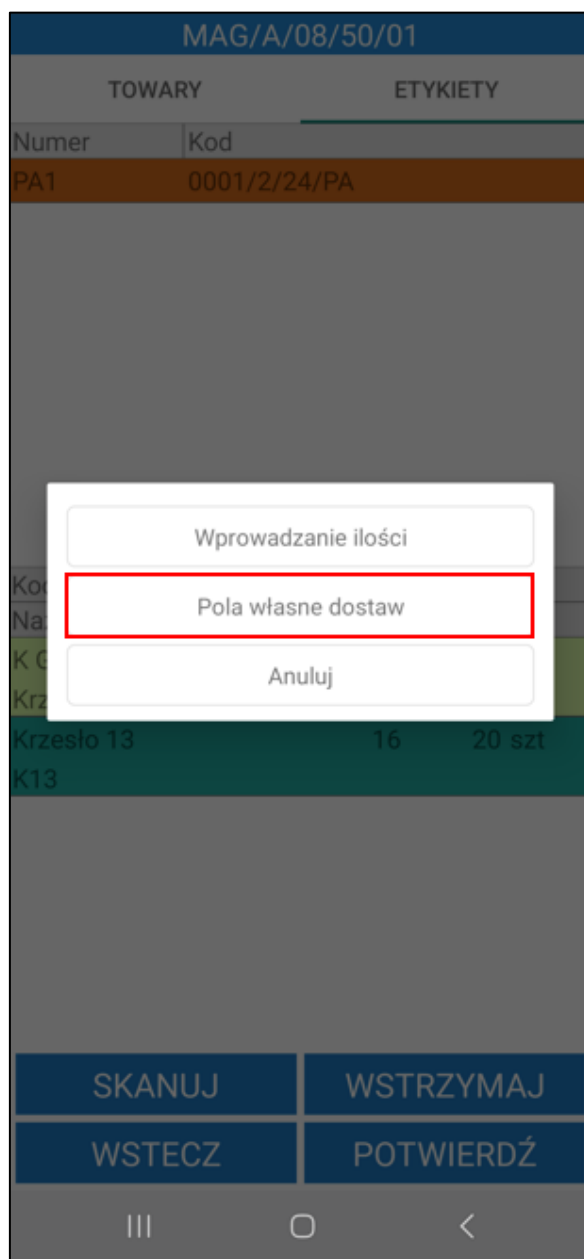 MAG/A/08/50/01
TOWARY ETYKIETY
Numer Kod
PA1 0001/2/24/PA
Wprowadzanie ilości
Pola własne dostaw
Anuluj
Krzesło 13 16 20 szt
K13
SKANUJ WSTRZYMAJ
WSTECZ POTWIERDŹ